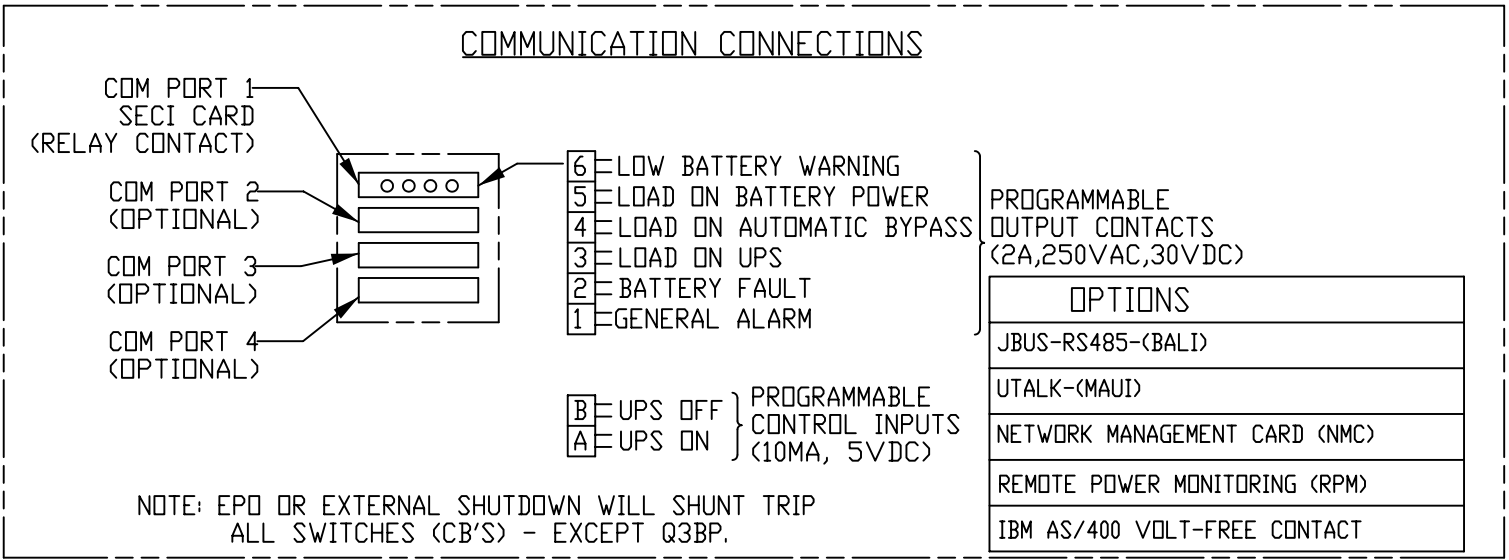 COMMUNICATION CONNECTIONS
COM PORT 1
SECI CARD
(RELAY CONTACT)
COM PORT 2
(OPTIONAL)
COM PORT 3
(OPTIONAL)
COM PORT 4
(OPTIONAL)
6 LOW BATTERY WARNING
5 LOAD ON BATTERY POWER
4 LOAD ON AUTOMATIC BYPASS
3 LOAD ON UPS
2 BATTERY FAULT
1 GENERAL ALARM
PROGRAMMABLE
OUTPUT CONTACTS
(2A,250VAC,30VDC)
B UPS OFF
A UPS ON
PROGRAMMABLE
CONTROL INPUTS
(10MA, 5VDC)
OPTIONS
JBUS-RS485-(BALI)
UTALK-(MAUI)
NETWORK MANAGEMENT CARD (NMC)
REMOTE POWER MONITORING (RPM)
IBM AS/400 VOLT-FREE CONTACT
NOTE: EPO OR EXTERNAL SHUTDOWN WILL SHUNT TRIP
ALL SWITCHES (CB'S) - EXCEPT Q3BP.